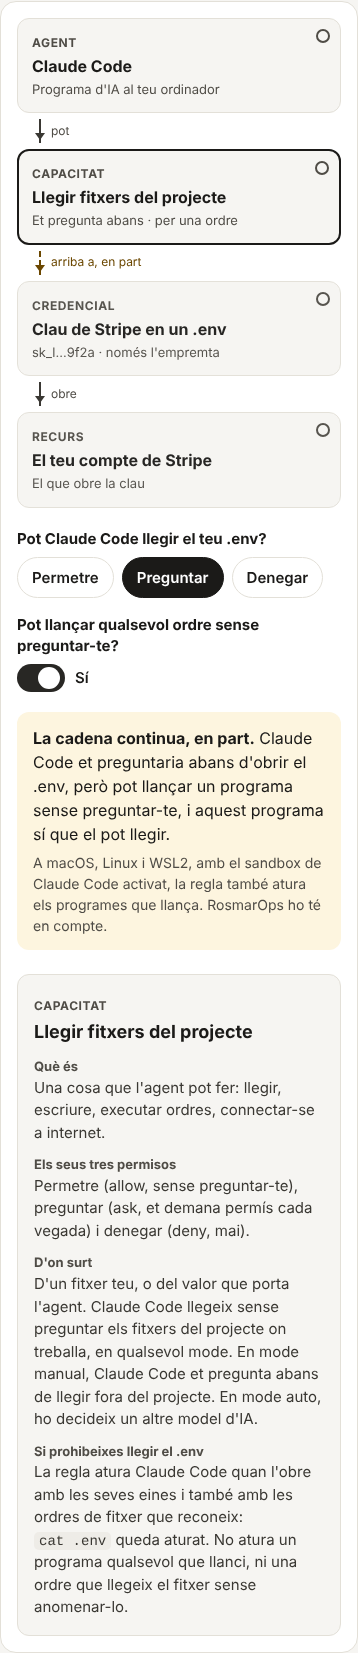 AGENT
Claude Code
Programa d'IA al teu ordinador
pot
CAPACITAT
Llegir fitxers del projecte
Et pregunta abans · per una ordre
arriba a, en part
CREDENCIAL
Clau de Stripe en un .env
sk_l...9f2a · només l'empremta
obre
RECURS
El teu compte de Stripe
El que obre la clau
Pot Claude Code llegir el teu .env?
Permetre Preguntar Denegar
Pot llançar qualsevol ordre sense
preguntar-te?
Sí
La cadena continua, en part. Claude
Code et preguntaria abans d'obrir el
.env, però pot llançar un programa
sense preguntar-te, i aquest programa
sí que el pot llegir.
A macOS, Linux i WSL2, amb el sandbox de
Claude Code activat, la regla també atura
els programes que llança. RosmarOps ho té
en compte.
CAPACITAT
Llegir fitxers del projecte
Què és
Una cosa que l'agent pot fer: llegir,
escriure, executar ordres, connectar-se
a internet.
Els seus tres permisos
Permetre (allow, sense preguntar-te),
preguntar (ask, et demana permís cada
vegada) i denegar (deny, mai).
D'on surt
D'un fitxer teu, o del valor que porta
l'agent. Claude Code llegeix sense
preguntar els fitxers del projecte on
treballa, en qualsevol mode. En mode
manual, Claude Code et pregunta abans
de llegir fora del projecte. En mode auto,
ho decideix un altre model d'IA.
Si prohibeixes llegir el .env
La regla atura Claude Code quan l'obre
amb les seves eines i també amb les
ordres de fitxer que reconeix:
cat .env queda aturat. No atura un
programa qualsevol que llanci, ni una
ordre que llegeix el fitxer sense
anomenar-lo.